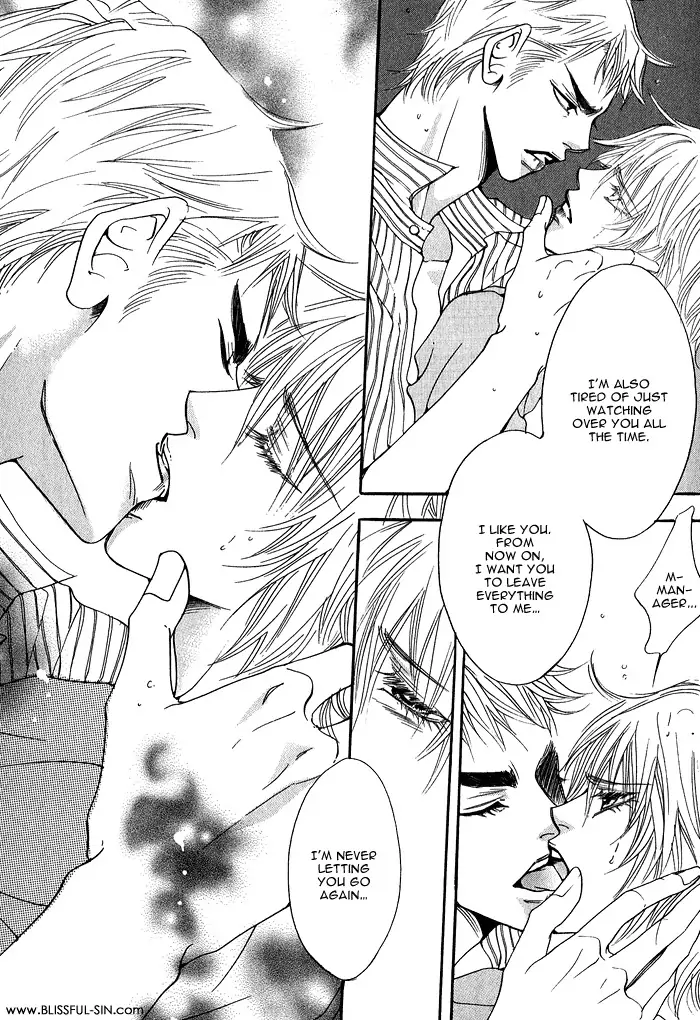 I'M ALSO
TIRED OF JUST
WATCHING
OVER YOU ALL
THE TIME.
I LIKE YOU.
FROM
NOW ON,
I WANT YOU
TO LEAVE
EVERYTHING
TO ME...
M-
MAN-
AGER...
I'M NEVER
LETTING
YOU GO
AGAIN...
WWW.BLISSFUL-SIN.com